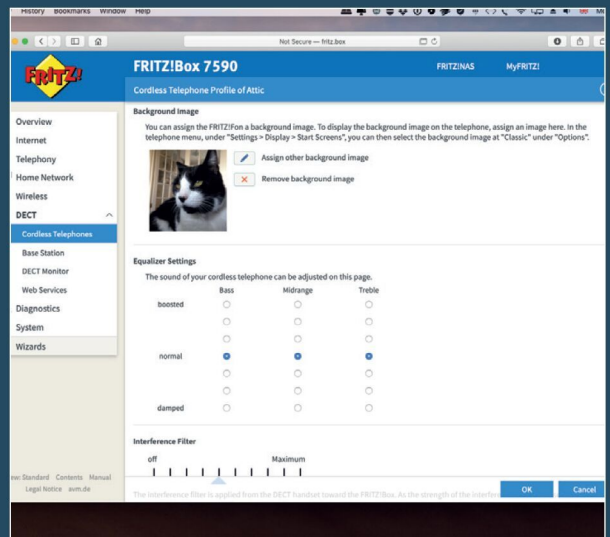 History Bookmarks Window Help
Not Secure — fritz.box
FRITZ!
FRITZ!Box 7590
FRITZ!NAS
MyFRITZ!
Cordless Telephone Profile of Attic
Overview
Internet
Telephony
Home Network
Wireless
DECT
Cordless Telephones
Base Station
DECT Monitor
Web Services
Diagnostics
System
Wizards
Standard Contents Manual
Legal Notice avm.de
Background Image
You can assign the FRITZ!Fon a background image. To display the background image on the telephone, assign an image here. In the
telephone menu, under "Settings > Display > Start Screens", you can then select the background image at "Classic" under "Options".
Assign other background image
Remove background image
Equalizer Settings
The sound of your cordless telephone can be adjusted on this page.
Bass Midrange Treble
boosted
normal
damped
Interference Filter
off Maximum
The interference filter is applied from the DECT handset toward the FRITZ!Box. As the strength of the
OK Cancel